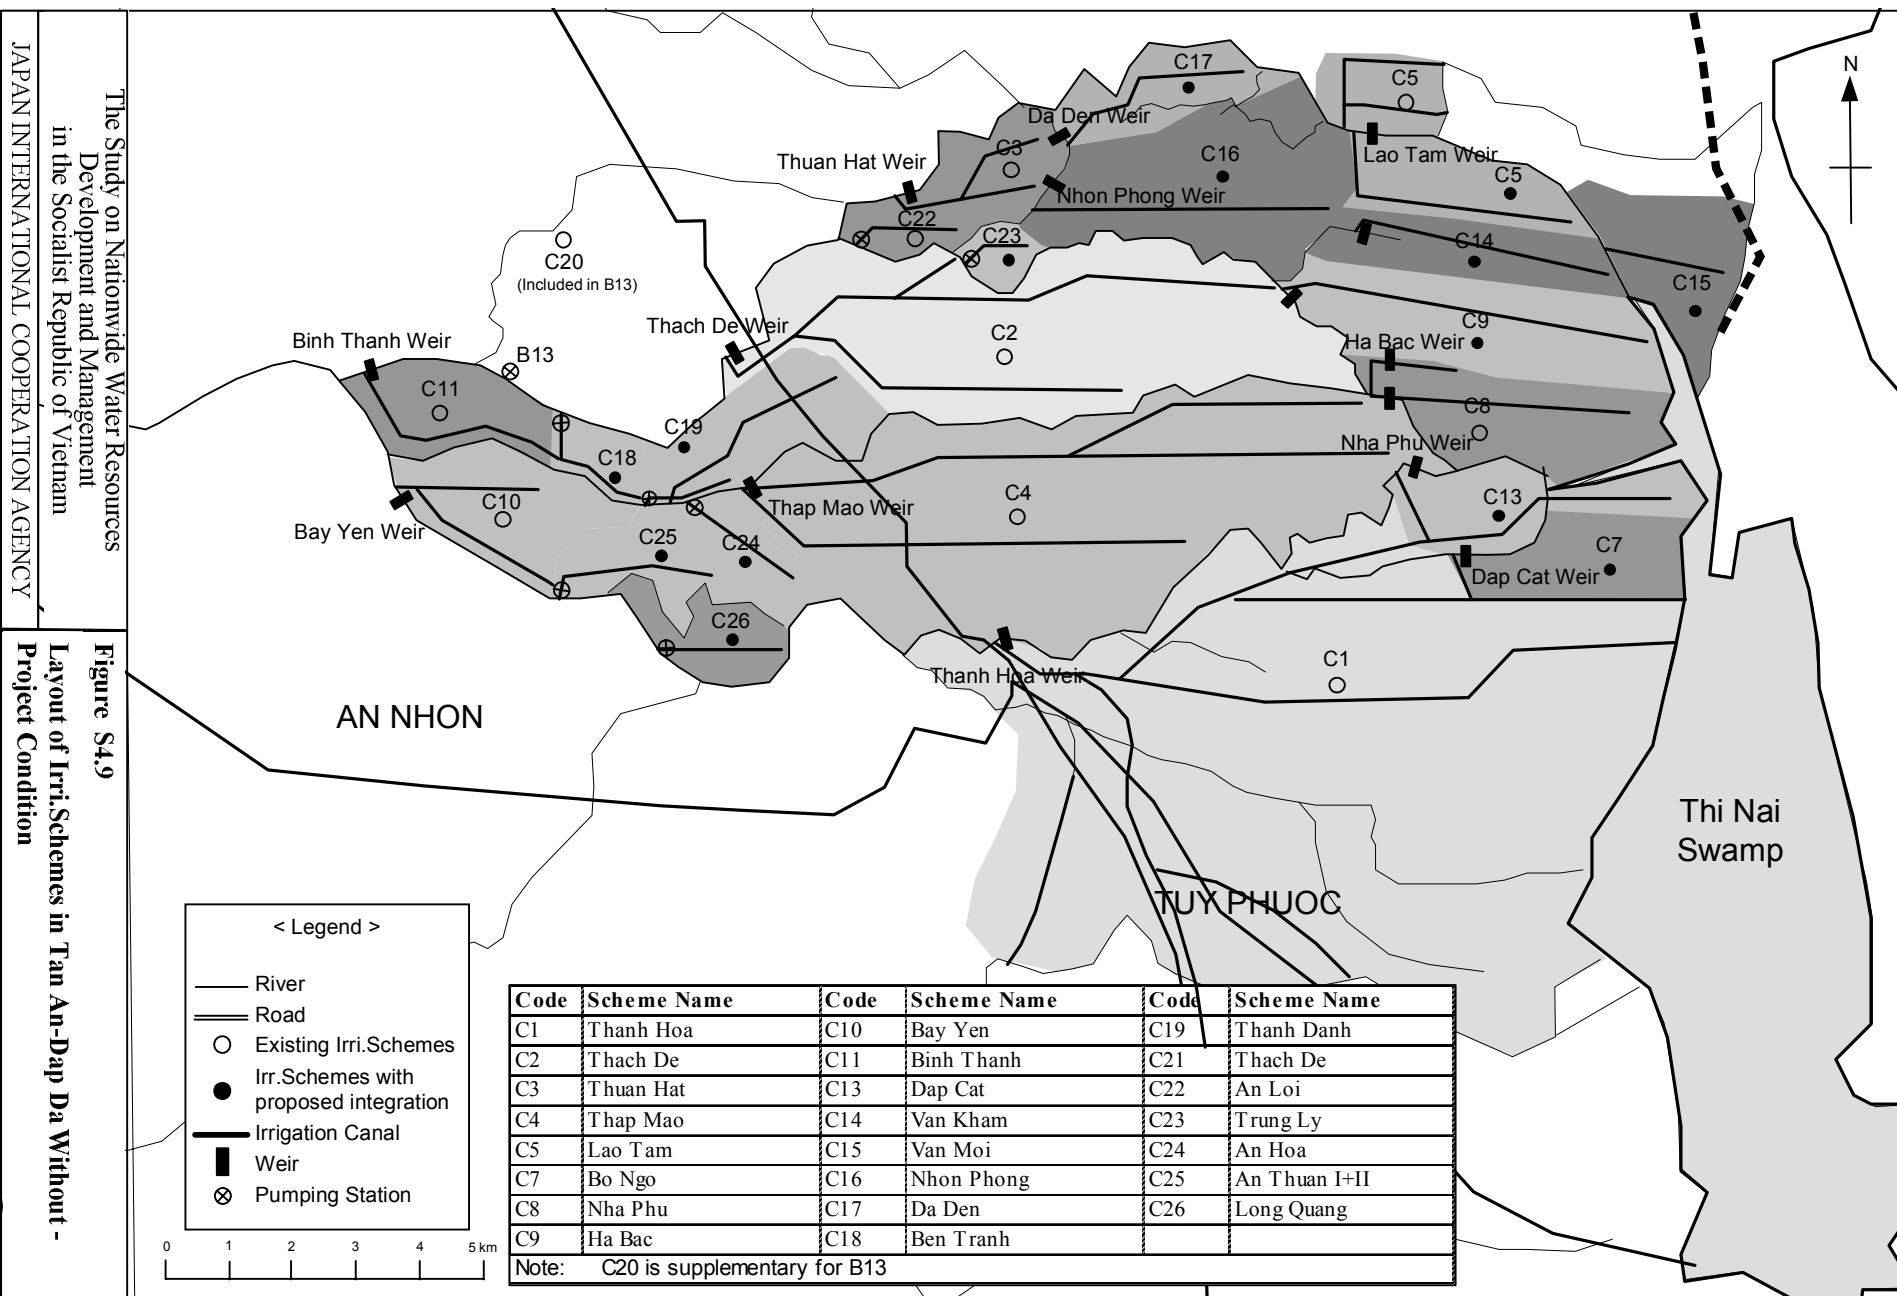 JAPAN INTERNATIONAL COOPERATION AGENCY
The Study on Nationwide Water Resources
Development and Management
in the Socialist Republic of Vietnam
Figure S4.9
Layout of Irri.Schemes in Tan An-Dap Da Without -
Project Condition
N
C17
C5
Da Den Weir
C3
Thuan Hat Weir
C16
Lao Tam Weir
C5
Nhon Phong Weir
C22
C23
C14
C20
(Included in B13)
C15
Thach De Weir
C2
C9
Binh Thanh Weir
B13
Ha Bac Weir
C11
C8
C19
Nha Phu Weir
C18
C10
C4
C13
Thap Mao Weir
Bay Yen Weir
C25
C24
C7
Dap Cat Weir
C26
C1
Thanh Hoa Weir
AN NHON
Thi Nai
Swamp
TUY PHUOC
< Legend >
River
Road
Existing Irri.Schemes
Irr.Schemes with
proposed integration
Irrigation Canal
Weir
Pumping Station
0 1 2 3 4 5 km
Code Scheme Name Code Scheme Name Code Scheme Name
C1 Thanh Hoa C10 Bay Yen C19 Thanh Danh
C2 Thach De C11 Binh Thanh C21 Thach De
C3 Thuan Hat C13 Dap Cat C22 An Loi
C4 Thap Mao C14 Van Kham C23 Trung Ly
C5 Lao Tam C15 Van Moi C24 An Hoa
C7 Bo Ngo C16 Nhon Phong C25 An Thuan I+II
C8 Nha Phu C17 Da Den C26 Long Quang
C9 Ha Bac C18 Ben Tranh
Note: C20 is supplementary for B13